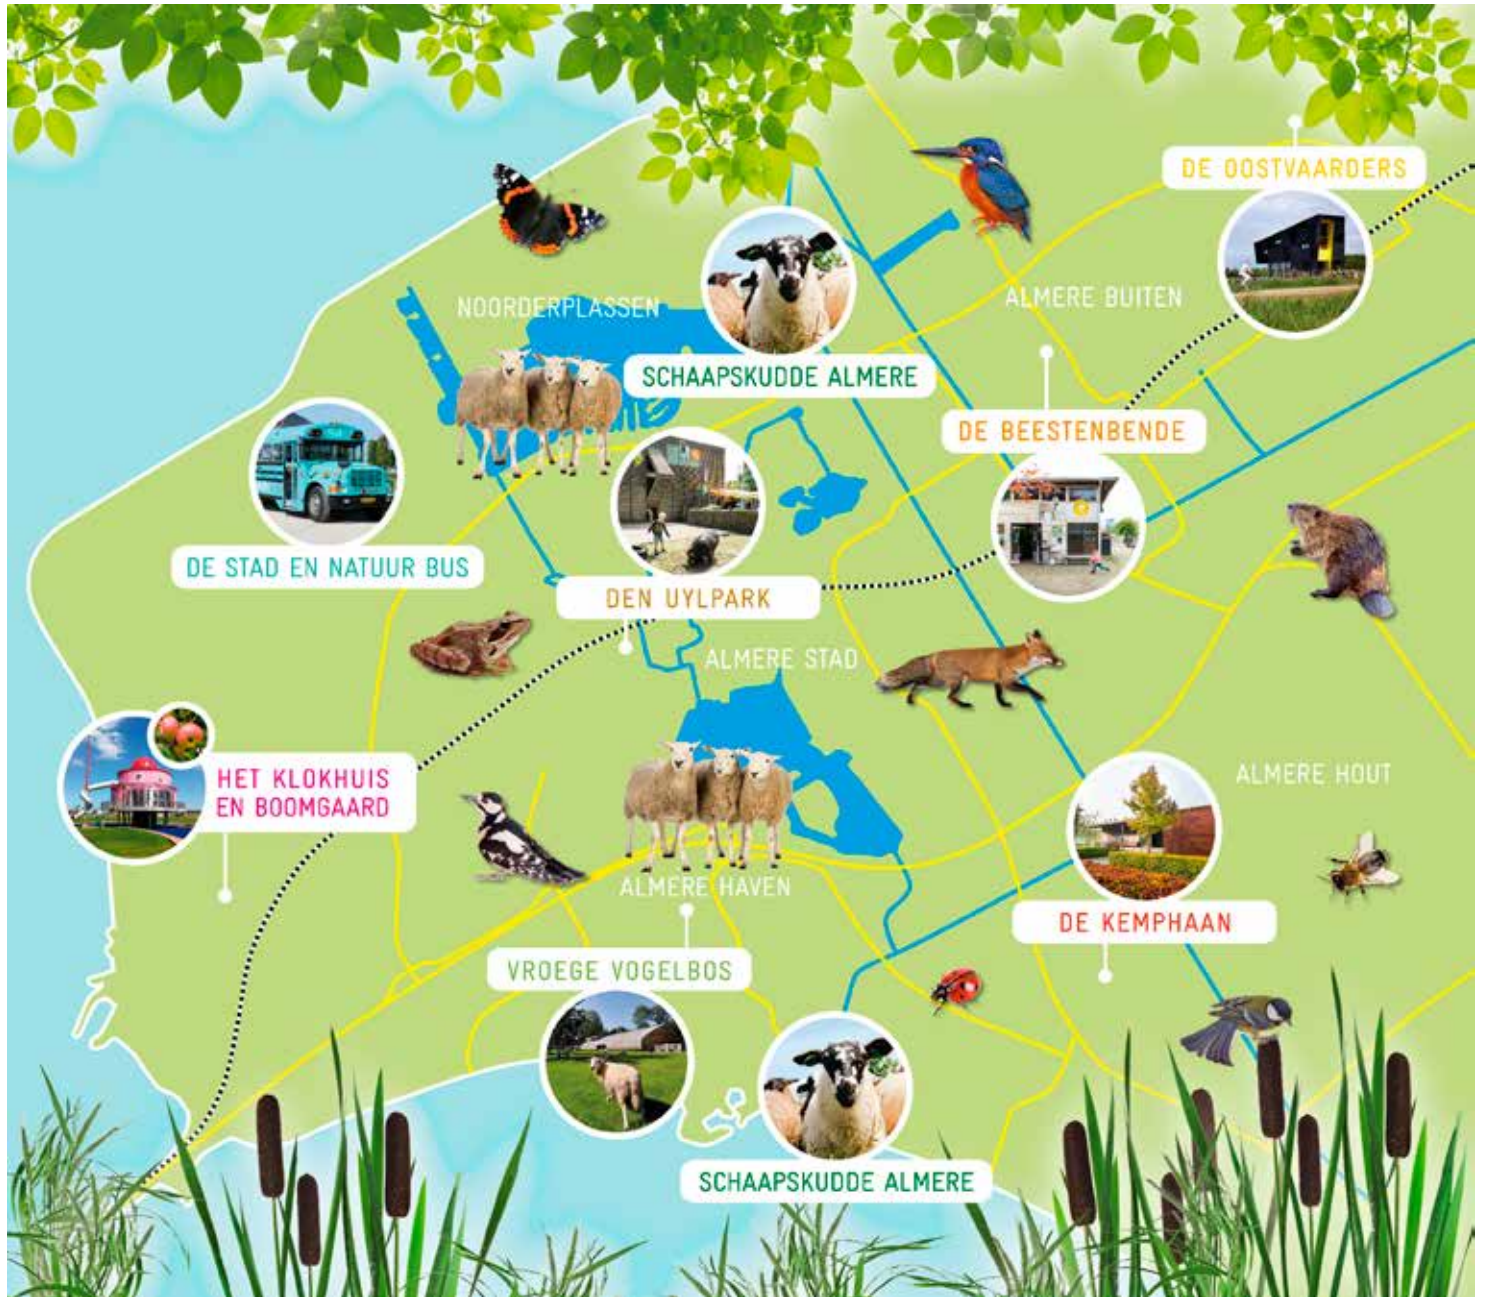 DE OOSTVAARDERS
NOORDERPLASSEN
ALMERE BUITEN
SCHAAPSKUDDE ALMERE
DE BEESTENBENDE
DE STAD EN NATUUR BUS
DEN UYLPARK
ALMERE STAD
HET KLOKHUIS
EN BOOMGAARD
ALMERE HOUT
ALMERE HAVEN
DE KEMPHAAN
VROEGE VOGELBOS
SCHAAPSKUDDE ALMERE